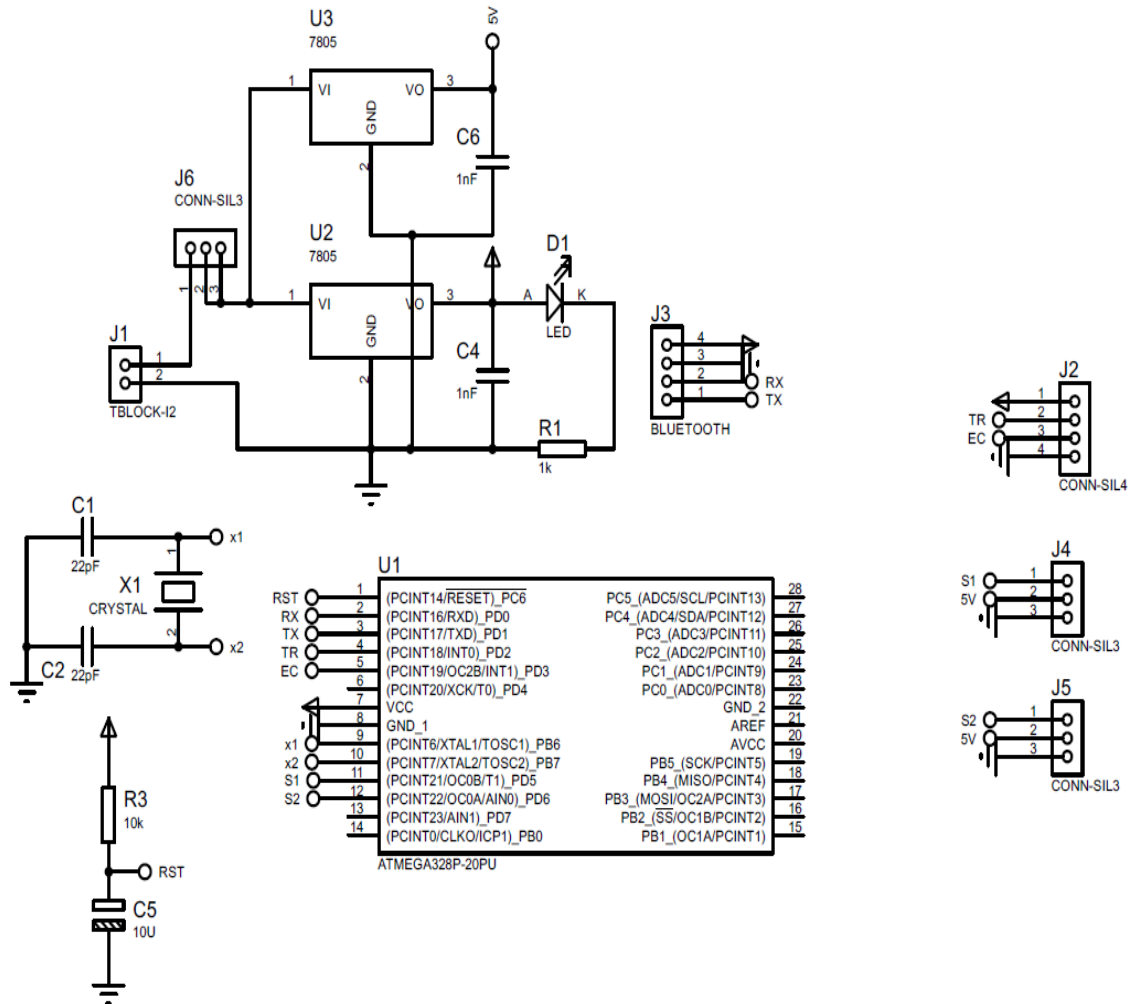 U3
7805
5V
1
VI
VO
3
GND
2
C6
1nF
J6
CONN-SIL3
1
2
3
U2
7805
1
VI
VO
3
GND
2
C4
1nF
D1
A
K
LED
J1
1
2
TBLOCK-I2
R1
1k
J3
4
3
2
RX
1
TX
BLUETOOTH
J2
1
TR
2
EC
3
4
CONN-SIL4
C1
22pF
1
x1
X1
CRYSTAL
2
x2
C2
22pF
U1
RST 1 (PCINT14/RESET)_PC6
RX 2 (PCINT16/RXD)_PD0
TX 3 (PCINT17/TXD)_PD1
TR 4 (PCINT18/INT0)_PD2
EC 5 (PCINT19/OC2B/INT1)_PD3
6 (PCINT20/XCK/T0)_PD4
7 VCC
8 GND_1
x1 9 (PCINT6/XTAL1/TOSC1)_PB6
x2 10 (PCINT7/XTAL2/TOSC2)_PB7
S1 11 (PCINT21/OC0B/T1)_PD5
S2 12 (PCINT22/OC0A/AIN0)_PD6
13 (PCINT23/AIN1)_PD7
14 (PCINT0/CLKO/ICP1)_PB0
PC5_(ADC5/SCL/PCINT13) 28
PC4_(ADC4/SDA/PCINT12) 27
PC3_(ADC3/PCINT11) 26
PC2_(ADC2/PCINT10) 25
PC1_(ADC1/PCINT9) 24
PC0_(ADC0/PCINT8) 23
GND_2 22
AREF 21
AVCC 20
PB5_(SCK/PCINT5) 19
PB4_(MISO/PCINT4) 18
PB3_(MOSI/OC2A/PCINT3) 17
PB2_(SS/OC1B/PCINT2) 16
PB1_(OC1A/PCINT1) 15
ATMEGA328P-20PU
J4
S1 1
5V 2
3
CONN-SIL3
J5
S2 1
5V 2
3
CONN-SIL3
R3
10k
RST
C5
10U